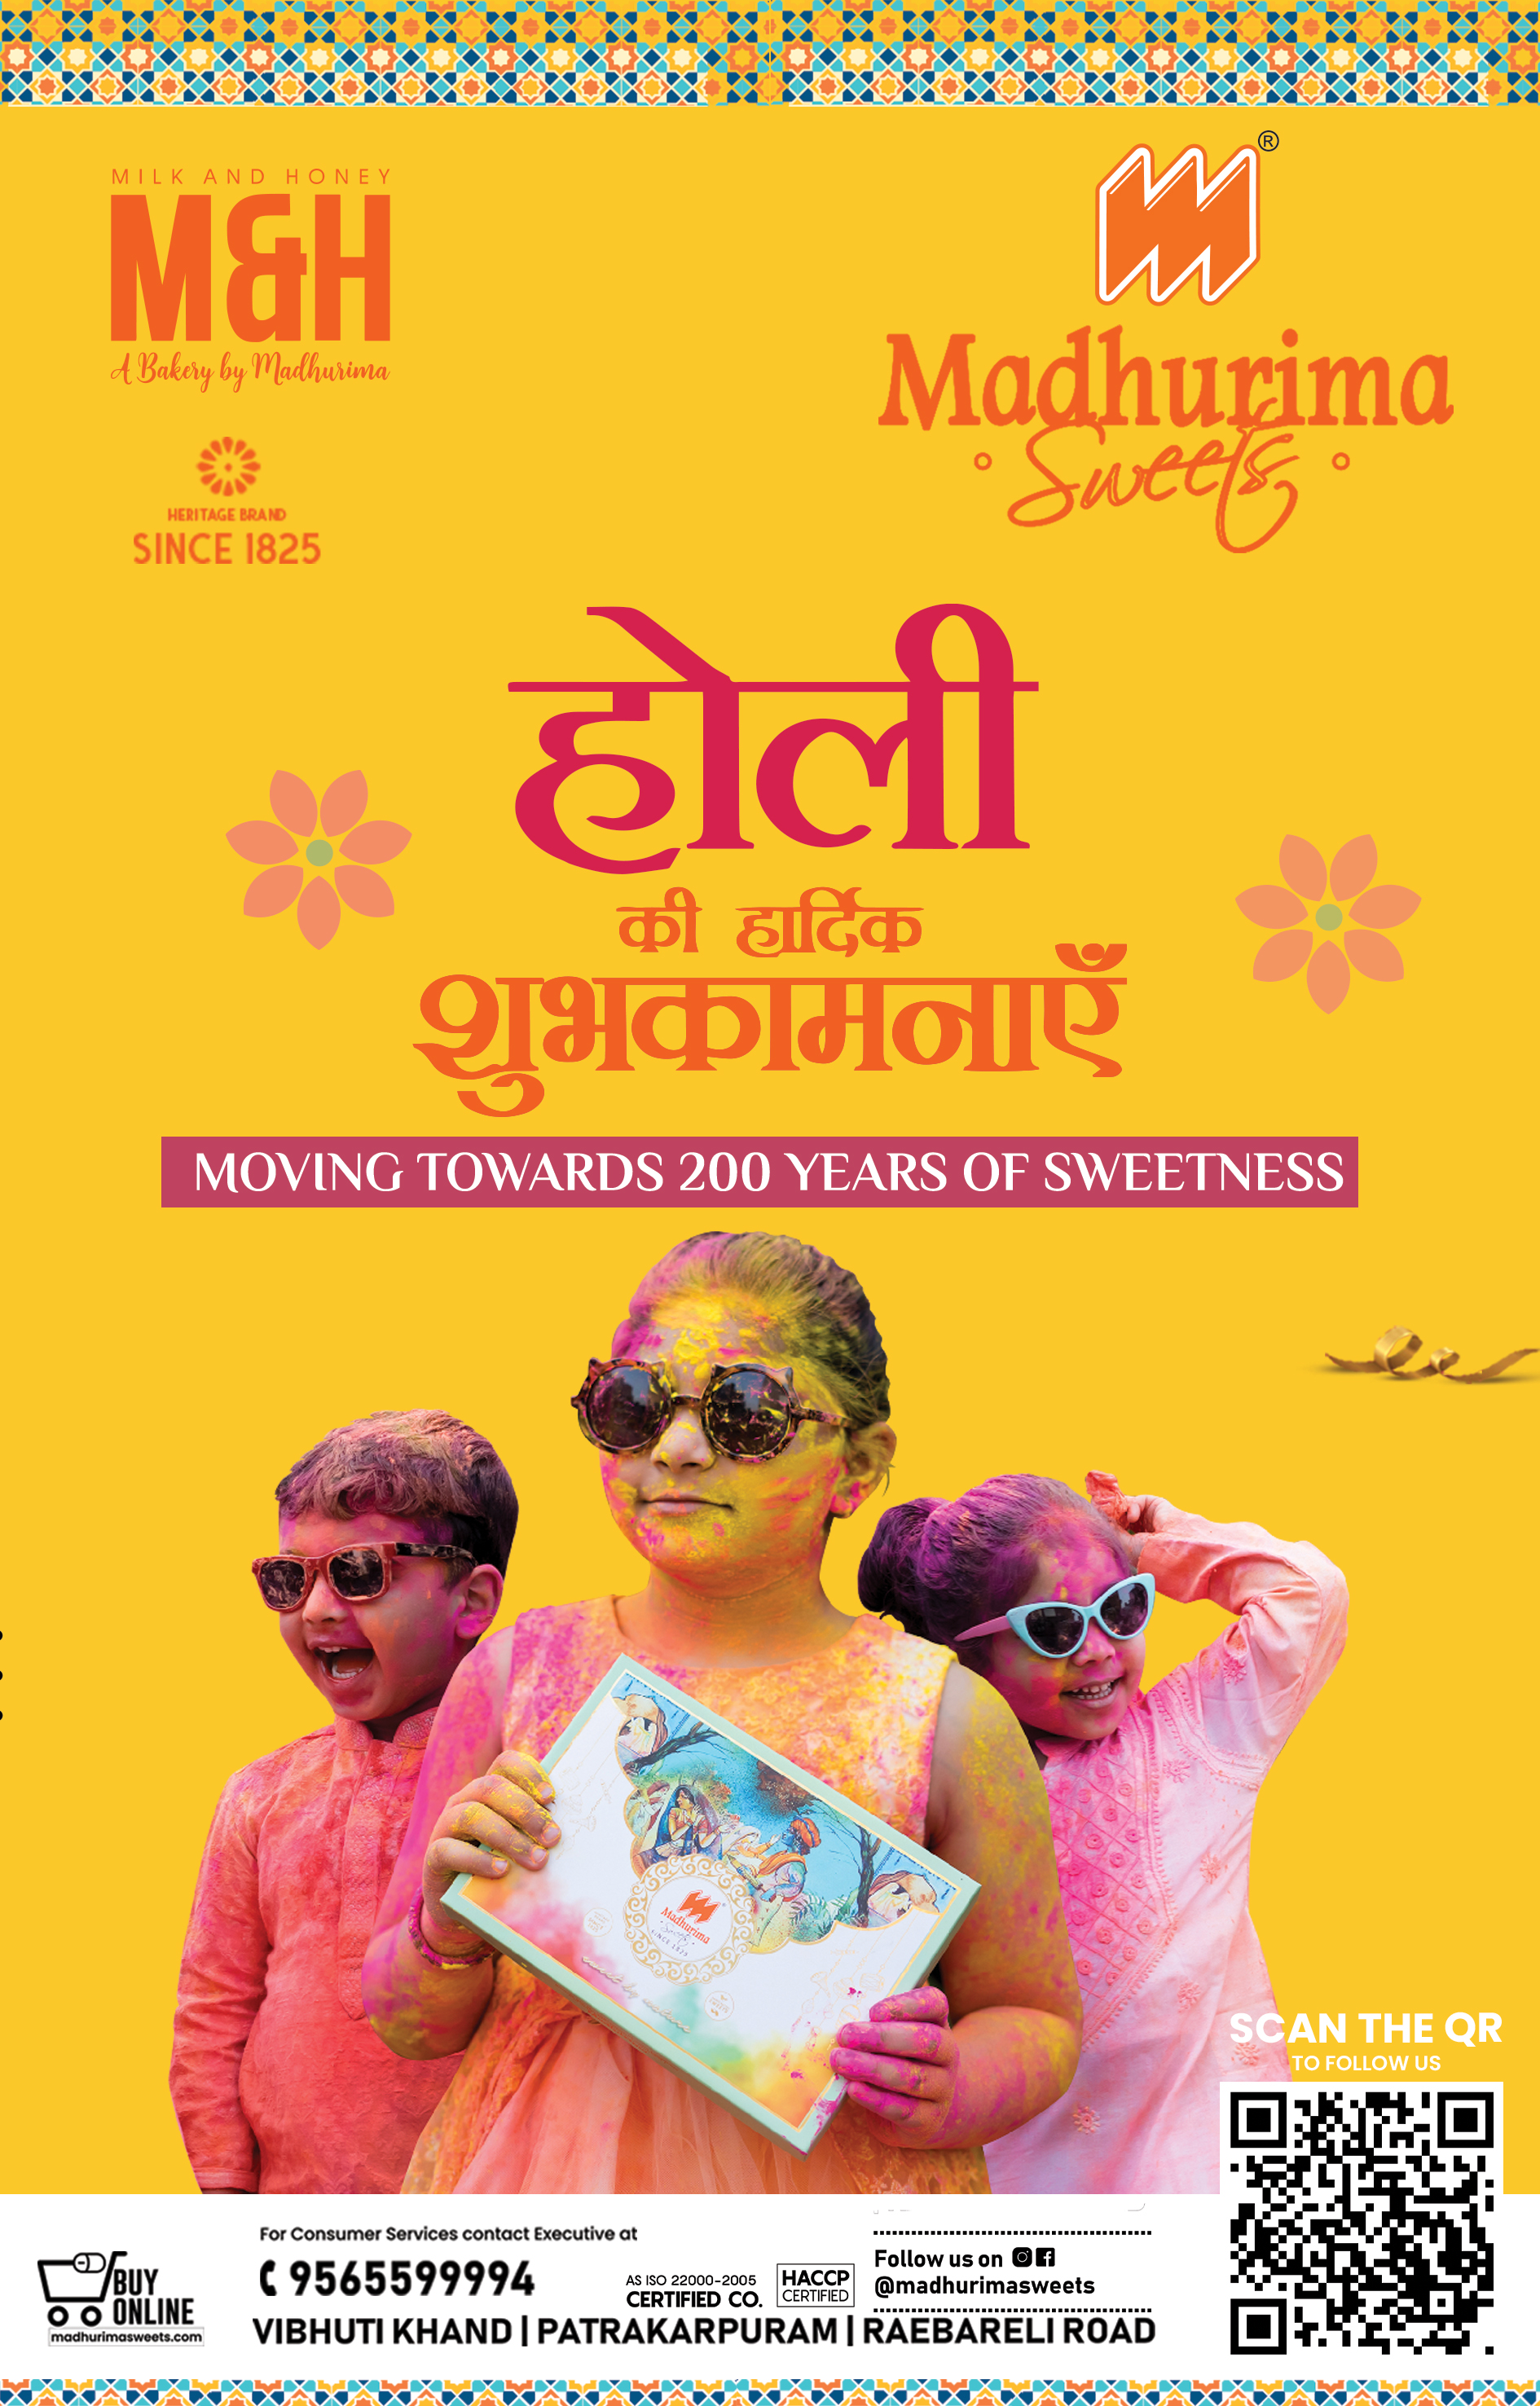 MILK AND HONEY
M&H
A Bakery by Madhurima
HERITAGE BRAND
SINCE 1825
®
Madhurima
Sweets
होली
की हार्दिक
शुभकामनाएँ
MOVING TOWARDS 200 YEARS OF SWEETNESS
Madhurima
SINCE 1825
SCAN THE QR
TO FOLLOW US
BUY
ONLINE
madhurimasweets.com
For Consumer Services contact Executive at
9565599994
AS ISO 22000-2005
CERTIFIED CO.
HACCP
CERTIFIED
Follow us on
@madhurimasweets
VIBHUTI KHAND | PATRAKARPURAM | RAEBARELI ROAD